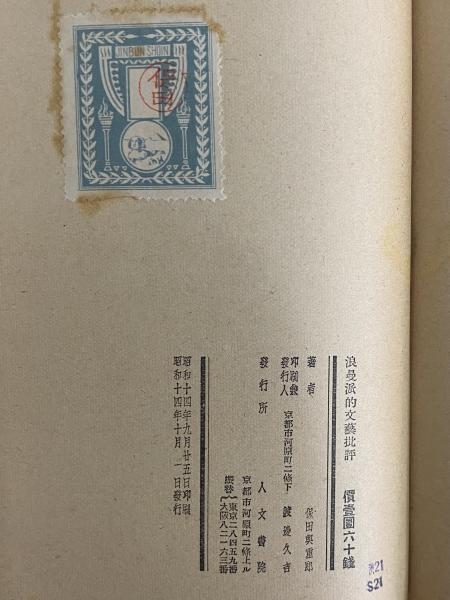 JINBUN SHOIN
保田
浪曼派的文藝批評 價壹圓六十錢
著者 保田與重郎
印刷兼
發行人 京都市河原町二條下 渡邊久吉
發行所 人文書院
京都市河原町二條上ル
振替 東京二八四五九番
大阪八二一六三番
昭和十四年九月廿五日印刷
昭和十四年十月一日發行
S21